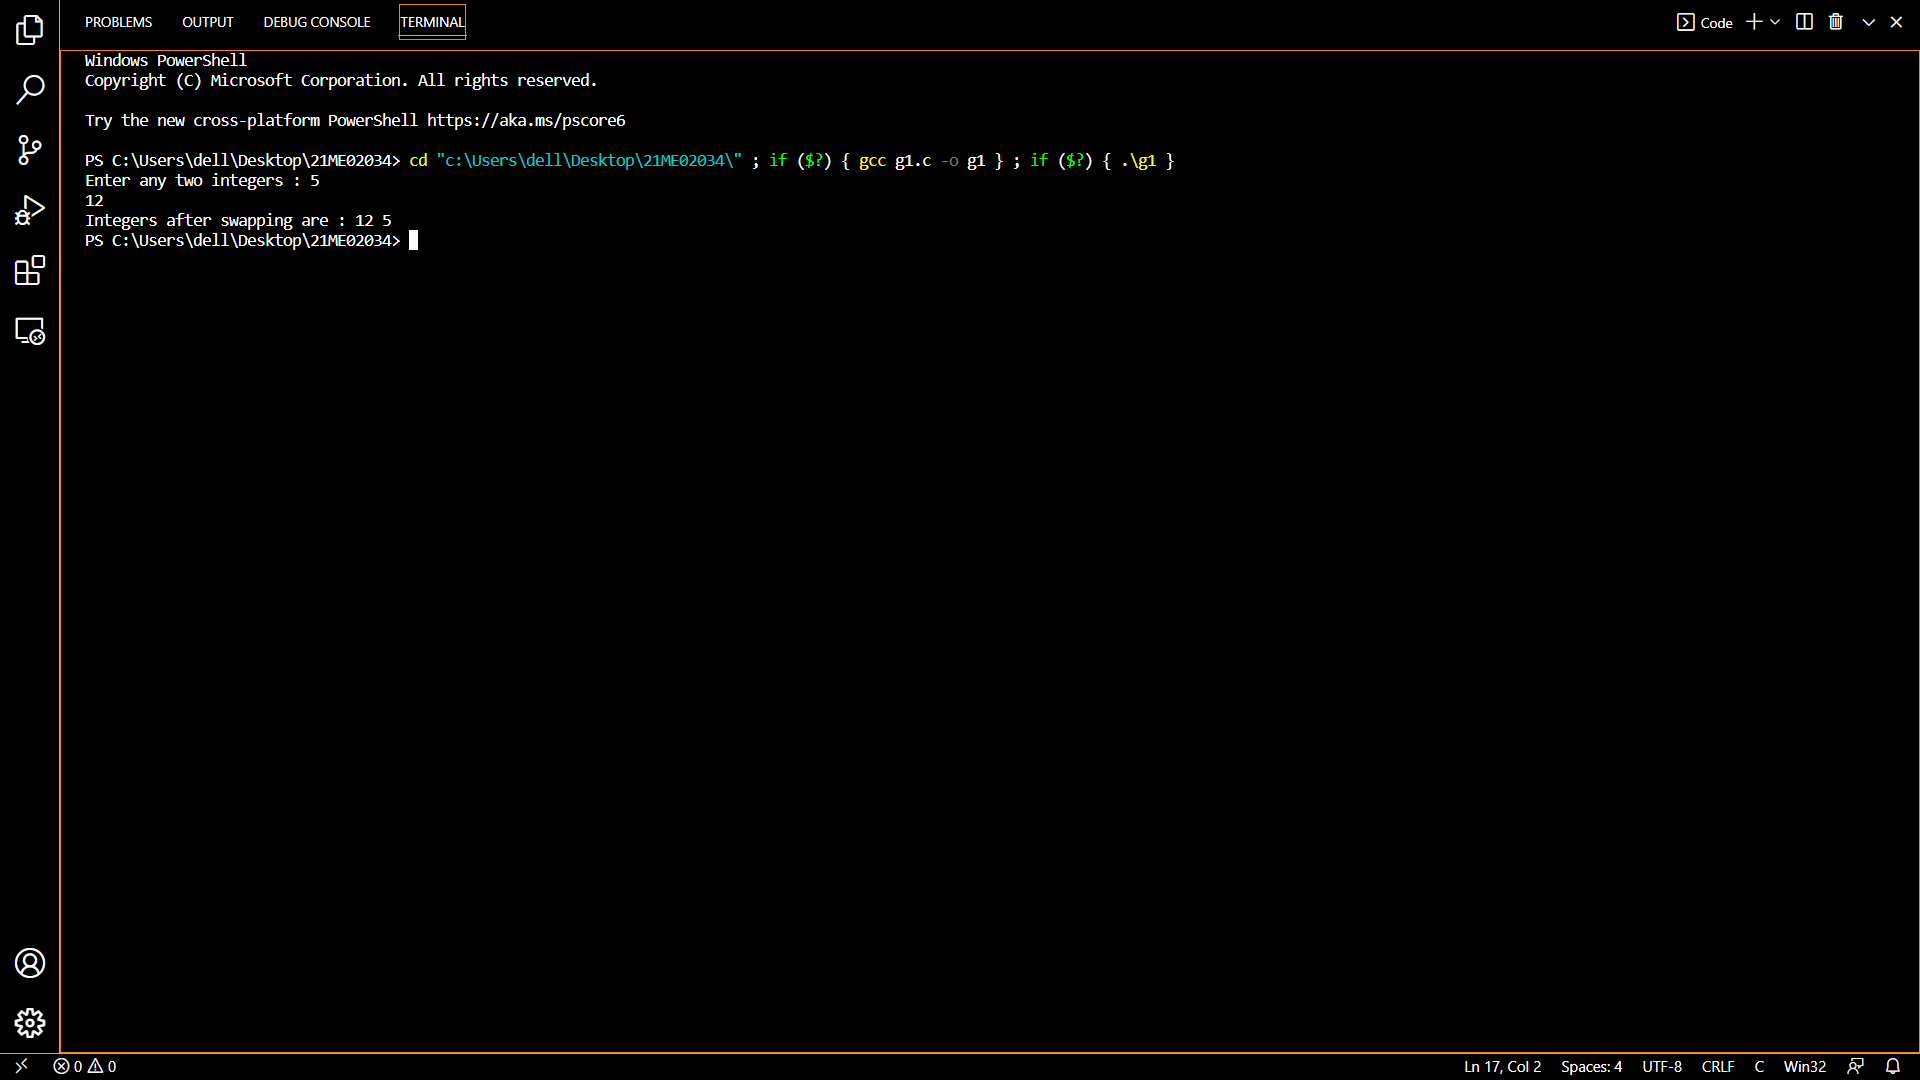 PROBLEMS OUTPUT DEBUG CONSOLE TERMINAL Code
Windows PowerShell
Copyright (C) Microsoft Corporation. All rights reserved.
Try the new cross-platform PowerShell https://aka.ms/pscore6
PS C:\Users\dell\Desktop\21ME02034> cd "c:\Users\dell\Desktop\21ME02034\" ; if ($?) { gcc g1.c -o g1 } ; if ($?) { .\g1 }
Enter any two integers : 5
12
Integers after swapping are : 12 5
PS C:\Users\dell\Desktop\21ME02034>
0 0 Ln 17, Col 2 Spaces: 4 UTF-8 CRLF C Win32